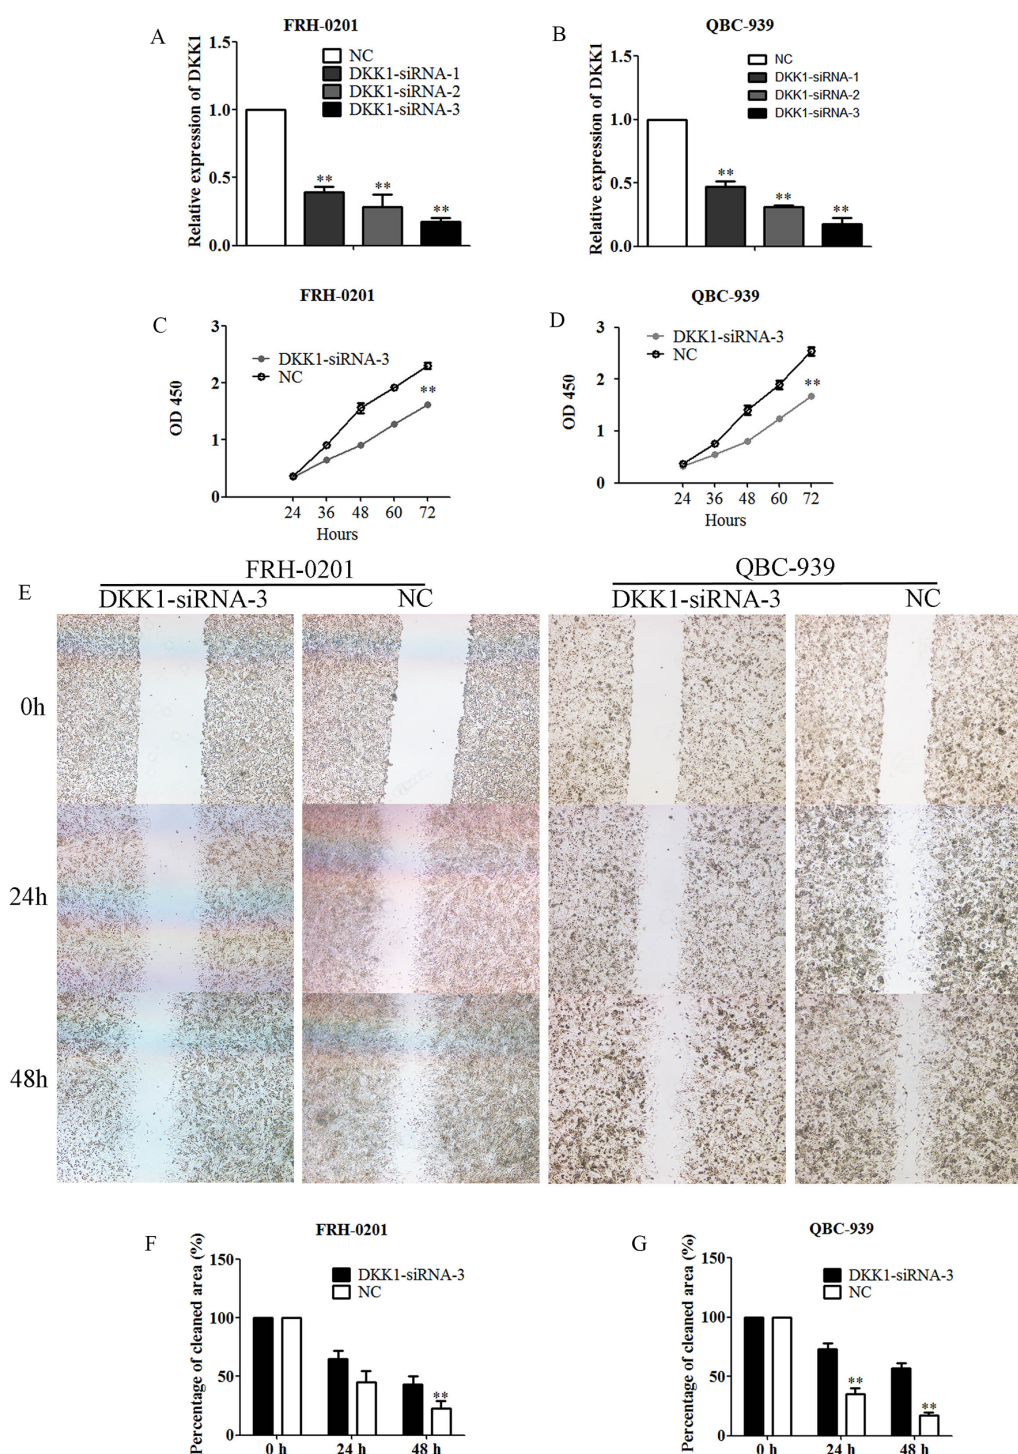 A
FRH-0201
Relative expression of DKK1
1.5
1.0
0.5
0.0
NC
DKK1-siRNA-1
DKK1-siRNA-2
DKK1-siRNA-3
**
**
**
B
QBC-939
Relative expression of DKK1
1.5
1.0
0.5
0.0
NC
DKK1-siRNA-1
DKK1-siRNA-2
DKK1-siRNA-3
**
**
**
C
FRH-0201
OD 450
3
2
1
0
DKK1-siRNA-3
NC
**
24 36 48 60 72
Hours
D
QBC-939
OD 450
3
2
1
0
DKK1-siRNA-3
NC
**
24 36 48 60 72
Hours
E
FRH-0201
QBC-939
DKK1-siRNA-3
NC
DKK1-siRNA-3
NC
0h
24h
48h
F
FRH-0201
Percentage of cleaned area (%)
150
100
50
0
DKK1-siRNA-3
NC
**
0 h 24 h 48 h
G
QBC-939
Percentage of cleaned area (%)
150
100
50
0
DKK1-siRNA-3
NC
**
**
0 h 24 h 48 h